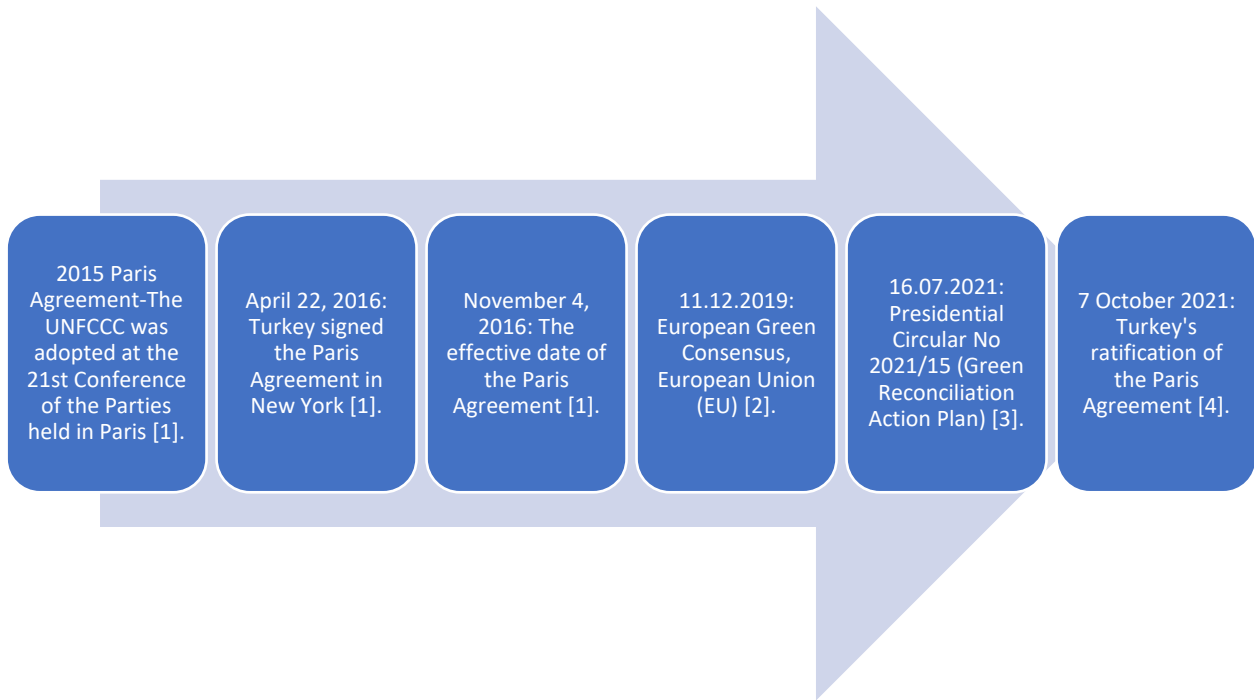 2015 Paris
Agreement-The
UNFCCC was
adopted at the
21st Conference
of the Parties
held in Paris [1].
April 22, 2016:
Turkey signed
the Paris
Agreement in
New York [1].
November 4,
2016: The
effective date of
the Paris
Agreement [1].
11.12.2019:
European Green
Consensus,
European Union
(EU) [2].
16.07.2021:
Presidential
Circular No
2021/15 (Green
Reconciliation
Action Plan) [3].
7 October 2021:
Turkey's
ratification of
the Paris
Agreement [4].